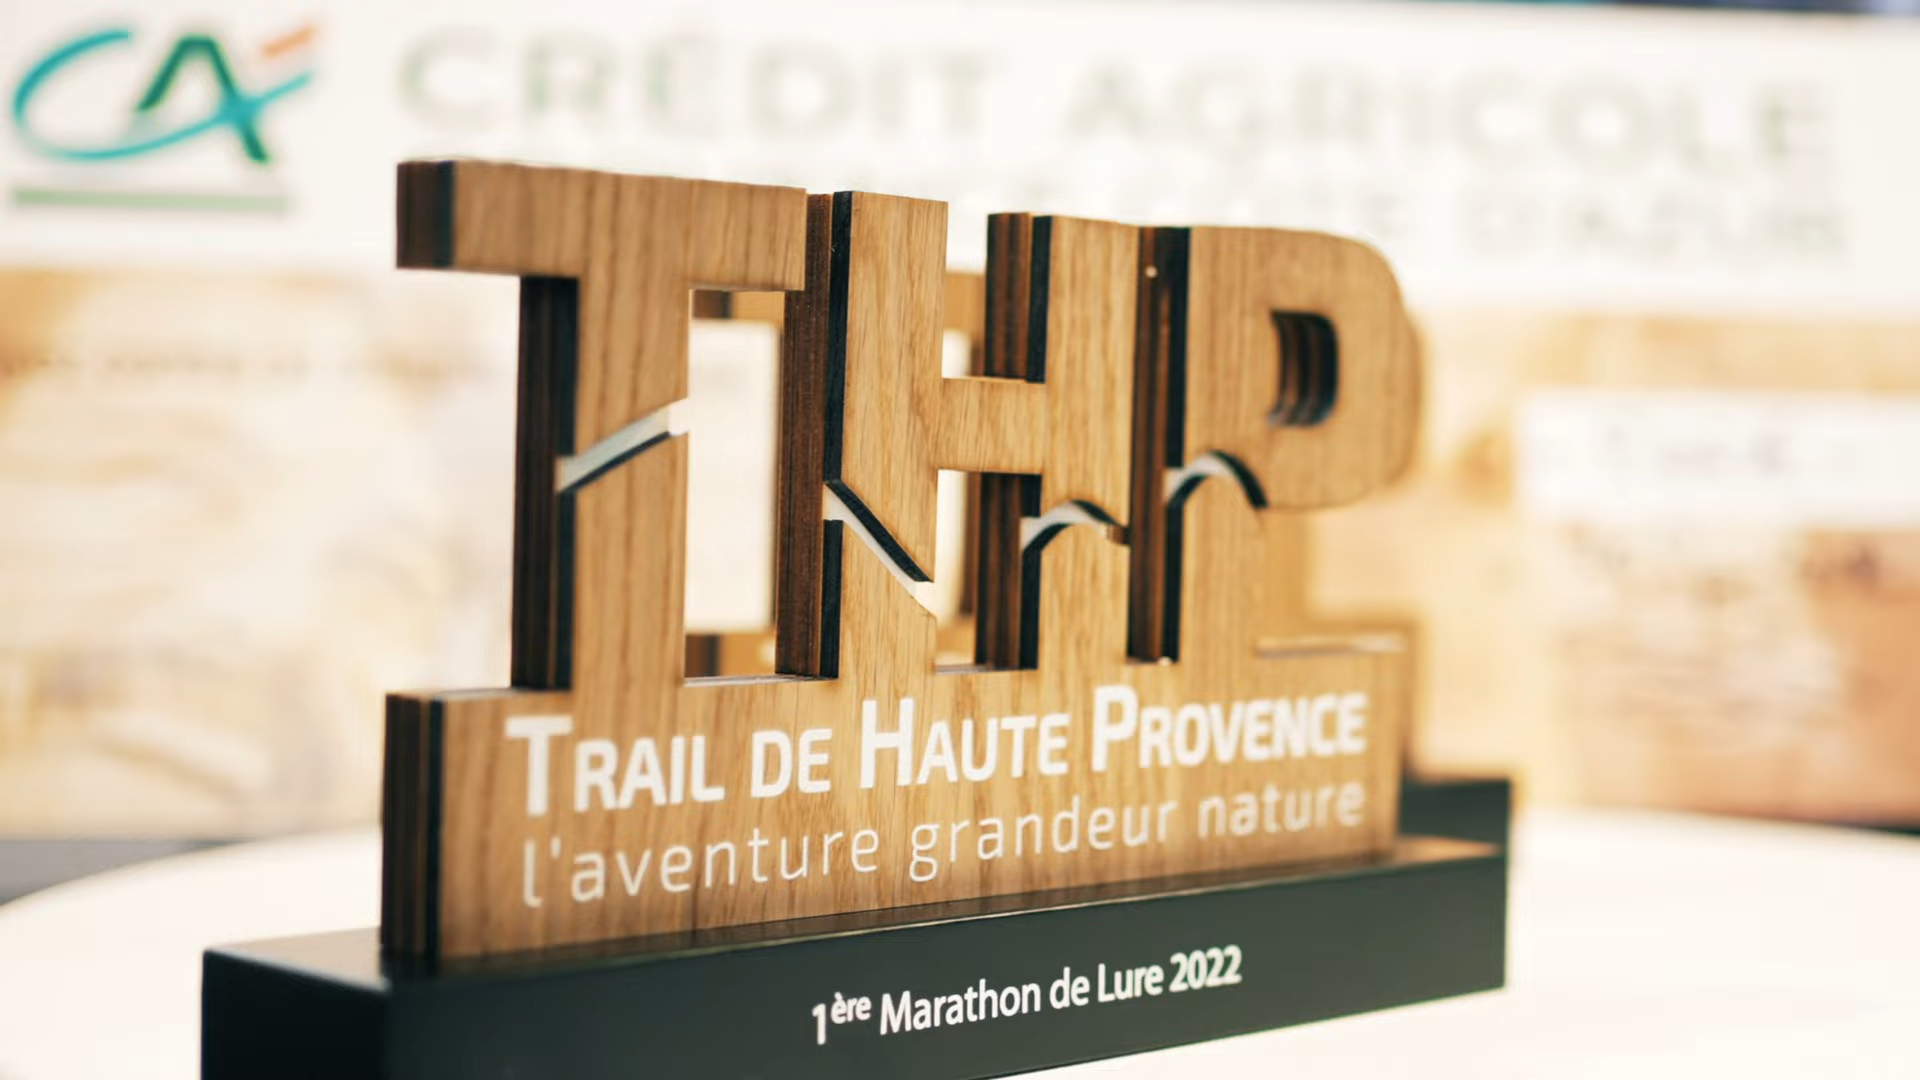 CA
CRÉDIT AGRICOLE
THP
TRAIL DE HAUTE PROVENCE
l'aventure grandeur nature
1ère Marathon de Lure 2022